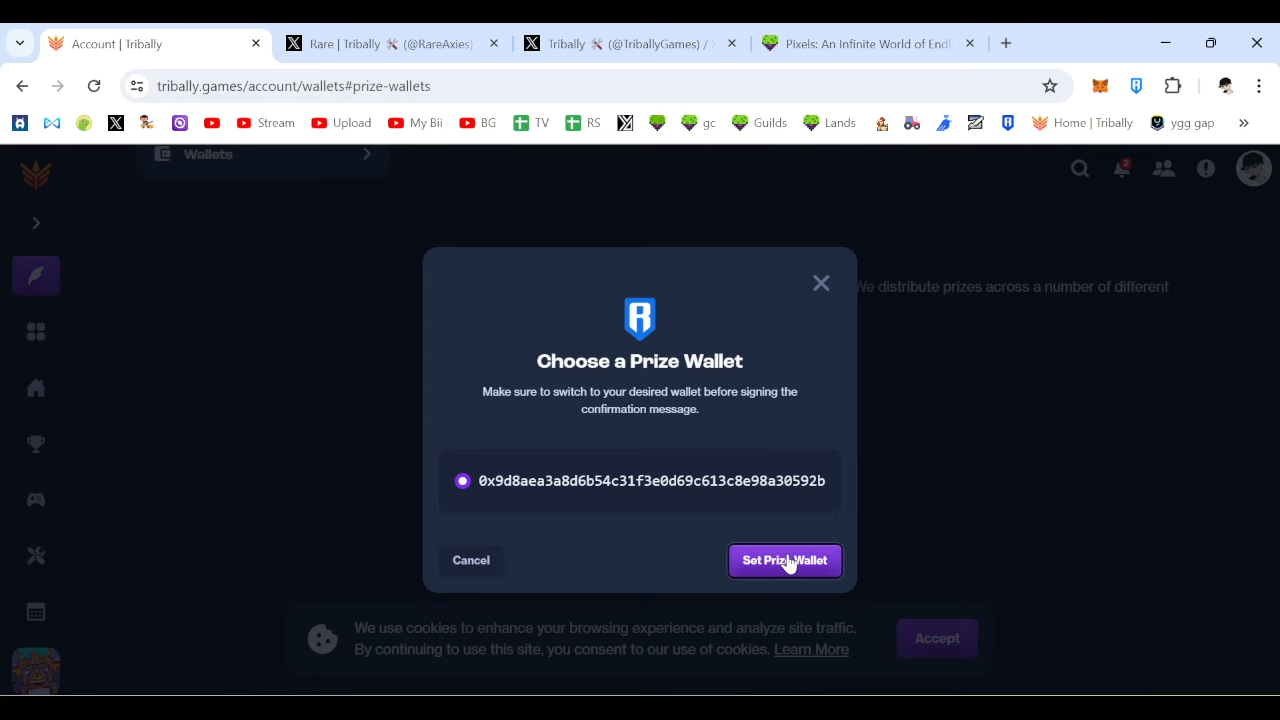 Account | Tribally
Rare | Tribally 🛠 (@RareAxies)
Tribally 🛠 (@TriballyGames) /
Pixels: An Infinite World of Endl
tribally.games/account/wallets#prize-wallets
Stream
Upload
My Bii
BG
TV
RS
gc
Guilds
Lands
Home | Tribally
ygg gap
Wallets
2
We distribute prizes across a number of different
Choose a Prize Wallet
Make sure to switch to your desired wallet before signing the
confirmation message.
0x9d8aea3a8d6b54c31f3e0d69c613c8e98a30592b
Cancel
Set Prize Wallet
We use cookies to enhance your browsing experience and analyze site traffic.
By continuing to use this site, you consent to our use of cookies. Learn More
Accept